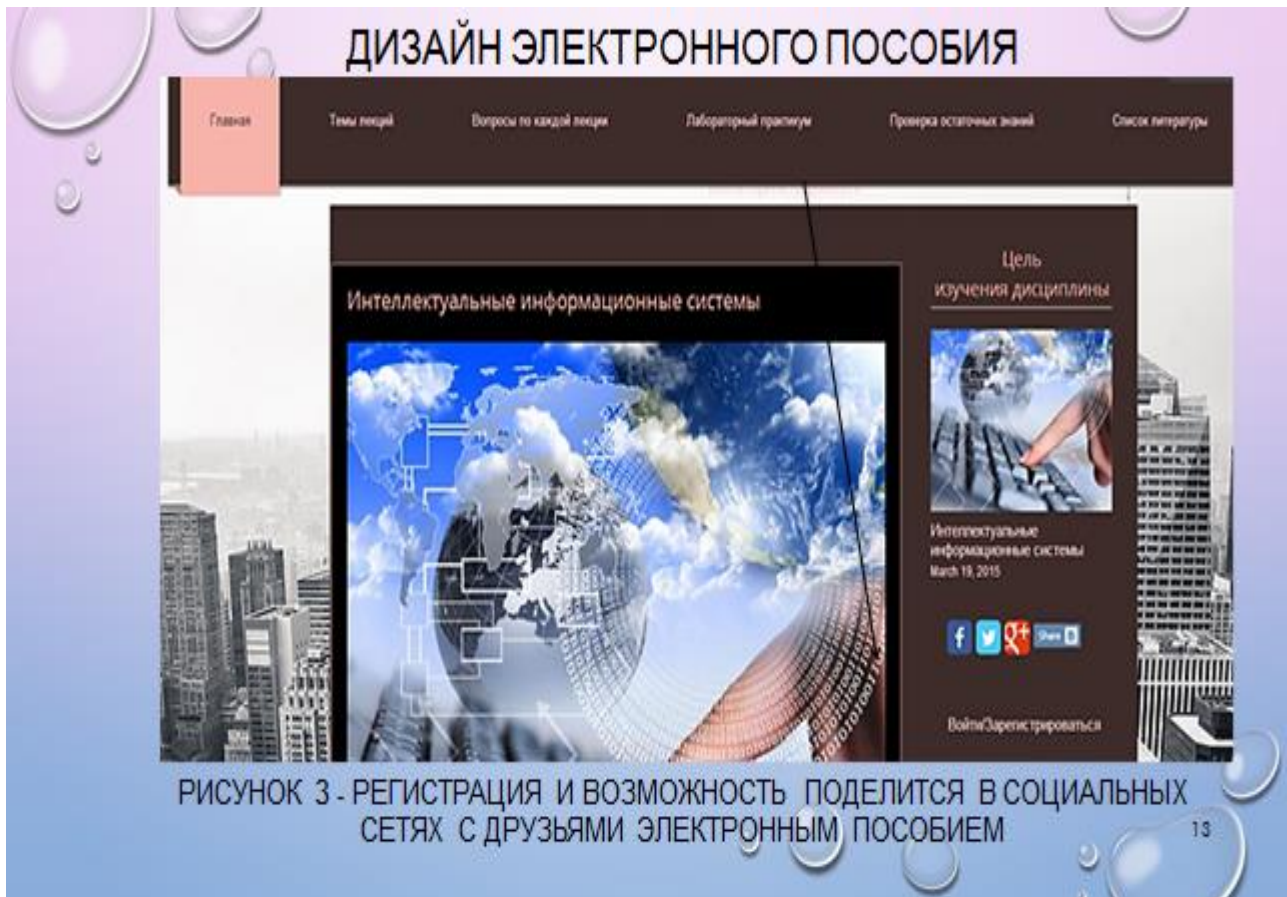 ДИЗАЙН ЭЛЕКТРОННОГО ПОСОБИЯ
Главная Темы лекций Вопросы по каждой лекции Лабораторный практикум Проверка остаточных знаний Список литературы
Интеллектуальные информационные системы
Цель
изучения дисциплины
Интеллектуальные
информационные системы
March 19, 2015
f g+ Share B
Войти/Зарегистрироваться
РИСУНОК 3 - РЕГИСТРАЦИЯ И ВОЗМОЖНОСТЬ ПОДЕЛИТСЯ В СОЦИАЛЬНЫХ
СЕТЯХ С ДРУЗЬЯМИ ЭЛЕКТРОННЫМ ПОСОБИЕМ
13